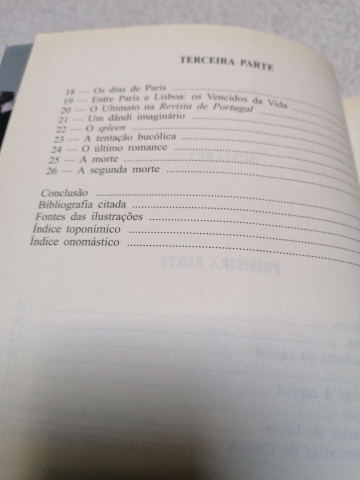 TERCEIRA PARTE
18 — Os dias de Paris
19 — Entre Paris e Lisboa: os Vencidos da Vida
20 — O Ultimato na Revista de Portugal
21 — Um dândi imaginário
22 — O spleen
23 — A tentação bucólica
24 — O último romance
25 — A morte
26 — A segunda morte
Conclusão
Bibliografia citada
Fontes das ilustrações
Índice toponímico
Índice onomástico
PRIMEIRA PARTE